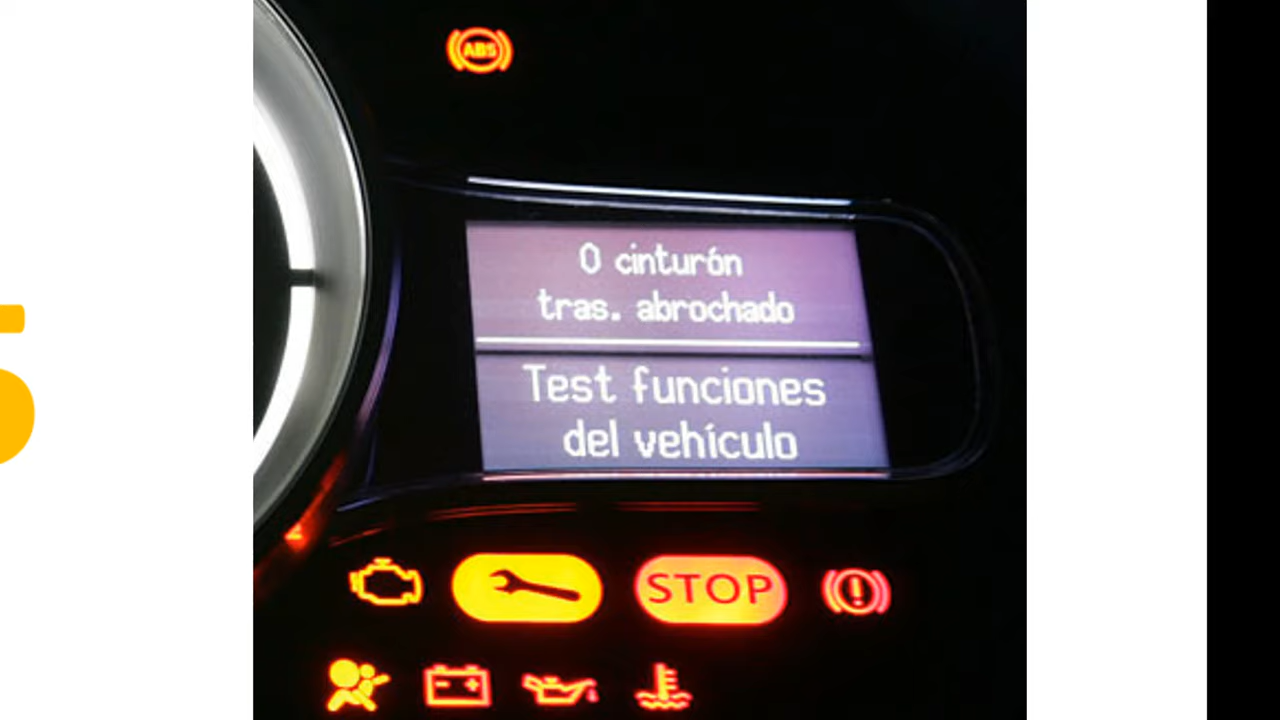 ABS
0 cinturón
tras. abrochado
Test funciones
del vehículo
STOP